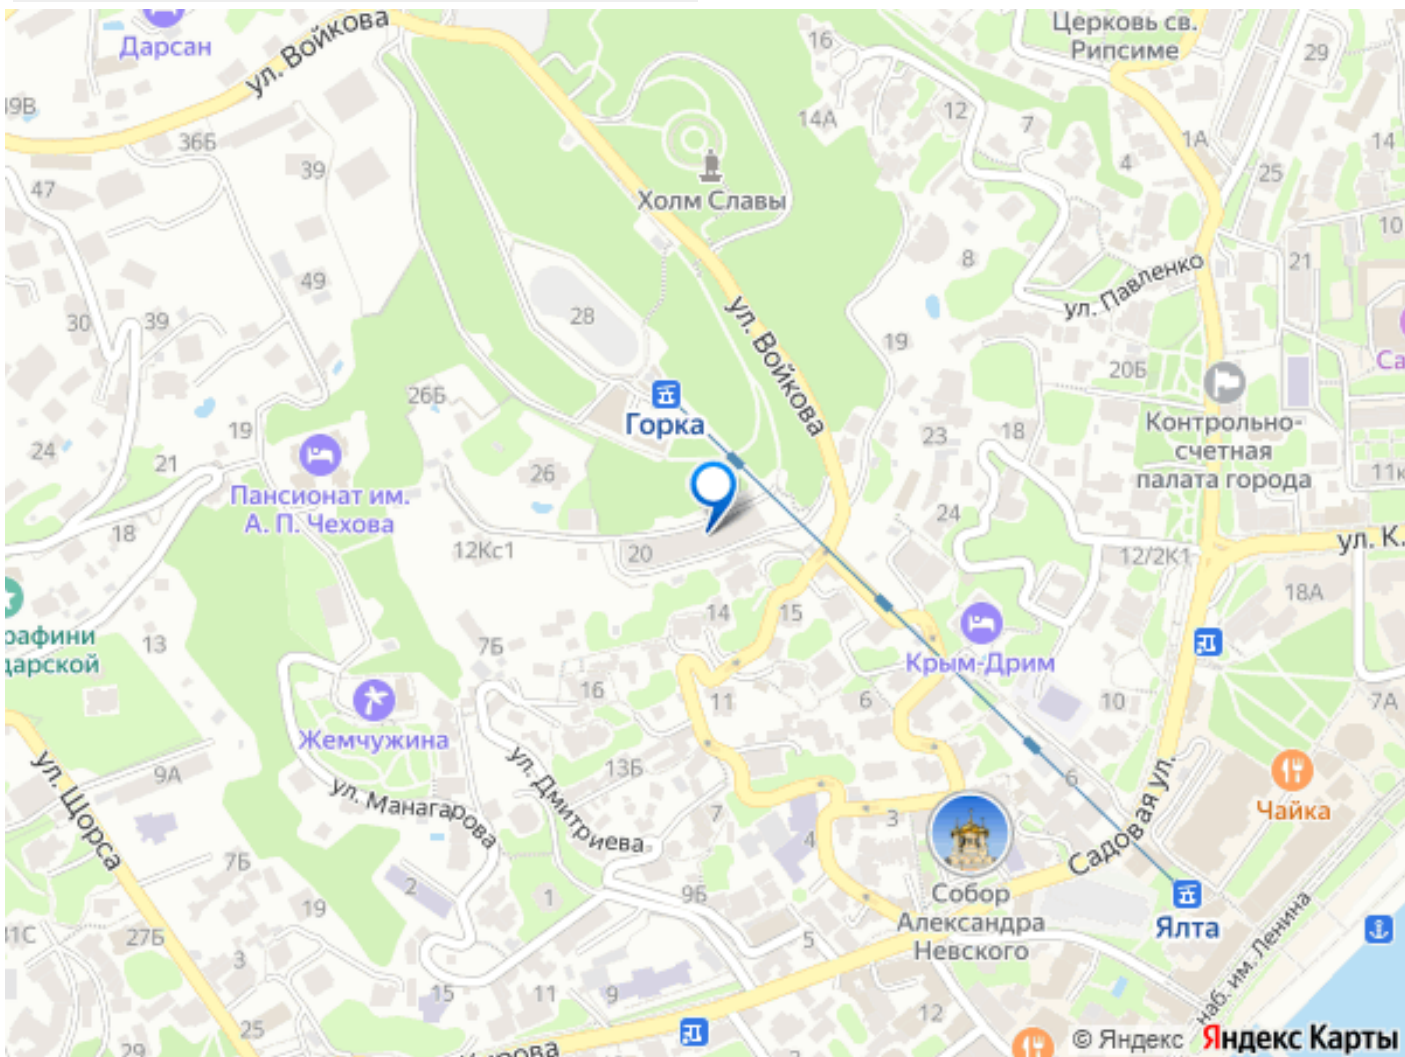 Дарсан
ул. Войкова
Церковь св.
Рипсиме
16
29
39В
36Б
14А
12
7
1А
14
39
4
25
47
Холм Славы
10
8
21
49
ул. Павленко
30
39
28
ул. Войкова
19
20Б
26Б
Контрольно-
счетная
палата города
Горка
19
23
18
24
21
26
11к
Пансионат им.
А. П. Чехова
24
18
12Кс1
20
12/2К1
ул. К.
18А
14
15
13
7Б
Крым-Дрим
16
11
6
10
7А
Жемчужина
ул. Щорса
9А
ул. Манагарова
ул. Дмитриева
13Б
7
6
Садовая ул.
Чайка
3
4
7Б
2
1
9Б
Собор
Александра
Невского
Ялта
19
27Б
31С
3
5
наб. им. Ленина
15
11
9
12
25
29
© Яндекс Яндекс Карты